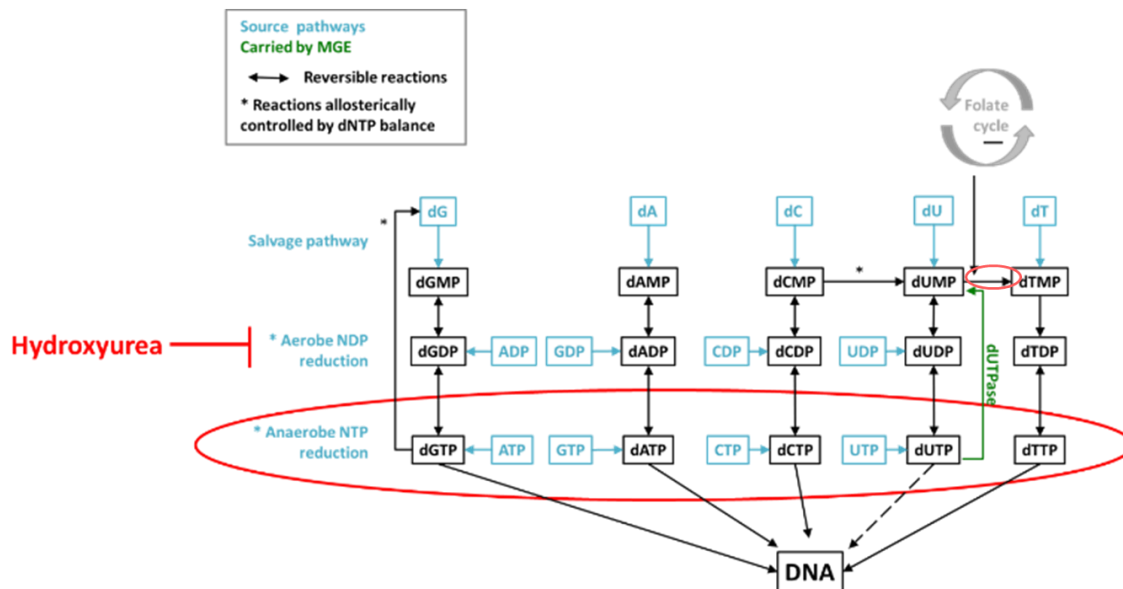 Source pathways
Carried by MGE
Reversible reactions
* Reactions allosterically
controlled by dNTP balance
Folate
cycle
dG
dA
dC
dU
dT
*
Salvage pathway
dGMP
dAMP
dCMP
*
dUMP
dTMP
Hydroxyurea
* Aerobe NDP
reduction
dGDP
ADP
GDP
dADP
CDP
dCDP
UDP
dUDP
dUTPase
dTDP
* Anaerobe NTP
reduction
dGTP
ATP
GTP
dATP
CTP
dCTP
UTP
dUTP
dTTP
DNA